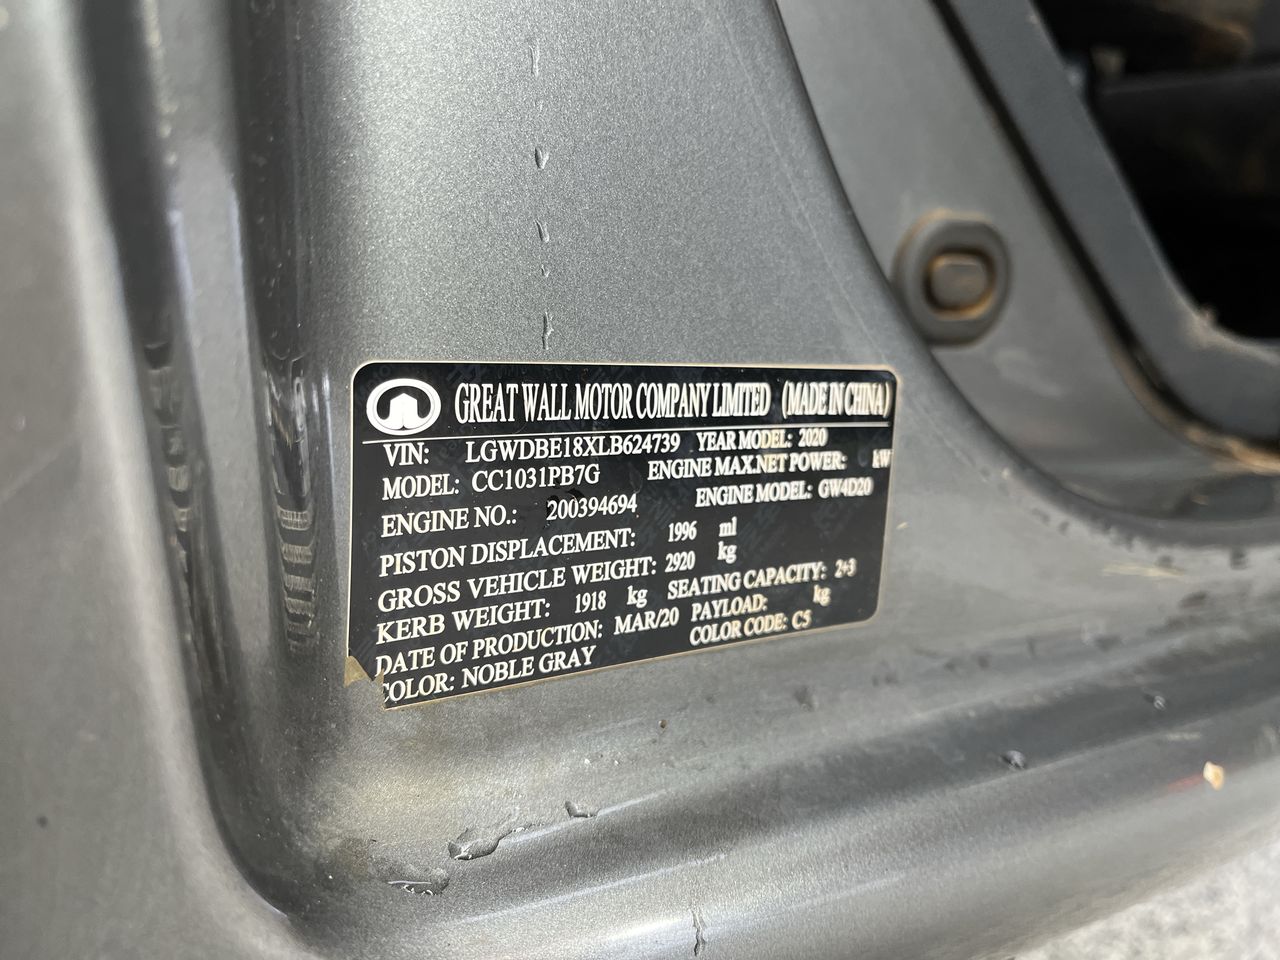 GREAT WALL MOTOR COMPANY LIMITED (MADE IN CHINA)
VIN: LGWDBE18XLB624739 YEAR MODEL: 2020
MODEL: CC1031PB7G ENGINE MAX.NET POWER: kW
ENGINE NO.: 200394694 ENGINE MODEL: GW4D20
PISTON DISPLACEMENT: 1996 ml
GROSS VEHICLE WEIGHT: 2920 kg
KERB WEIGHT: 1918 kg SEATING CAPACITY: 2+3
DATE OF PRODUCTION: MAR/20 PAYLOAD: kg
COLOR: NOBLE GRAY COLOR CODE: C5